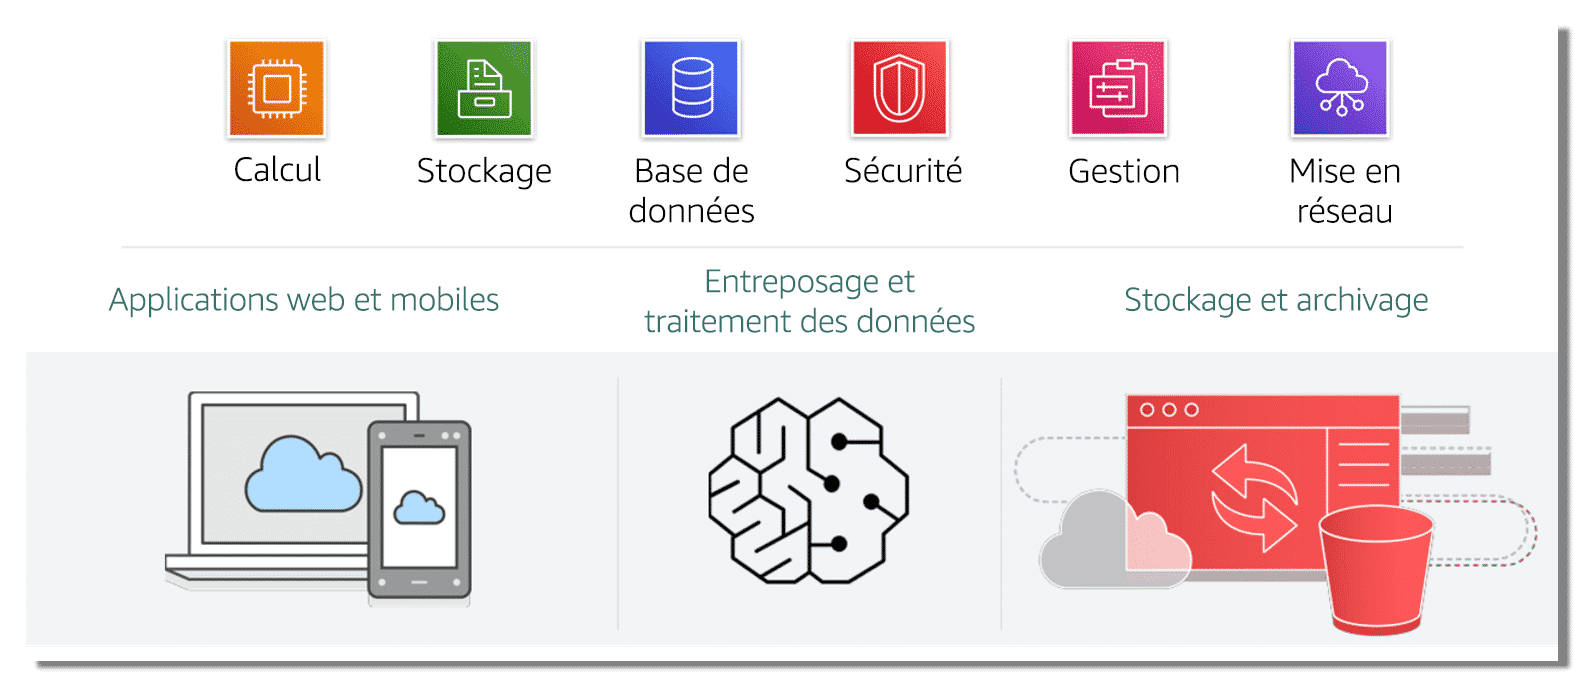 Calcul
Stockage
Base de
données
Sécurité
Gestion
Mise en
réseau
Applications web et mobiles
Entreposage et
traitement des données
Stockage et archivage